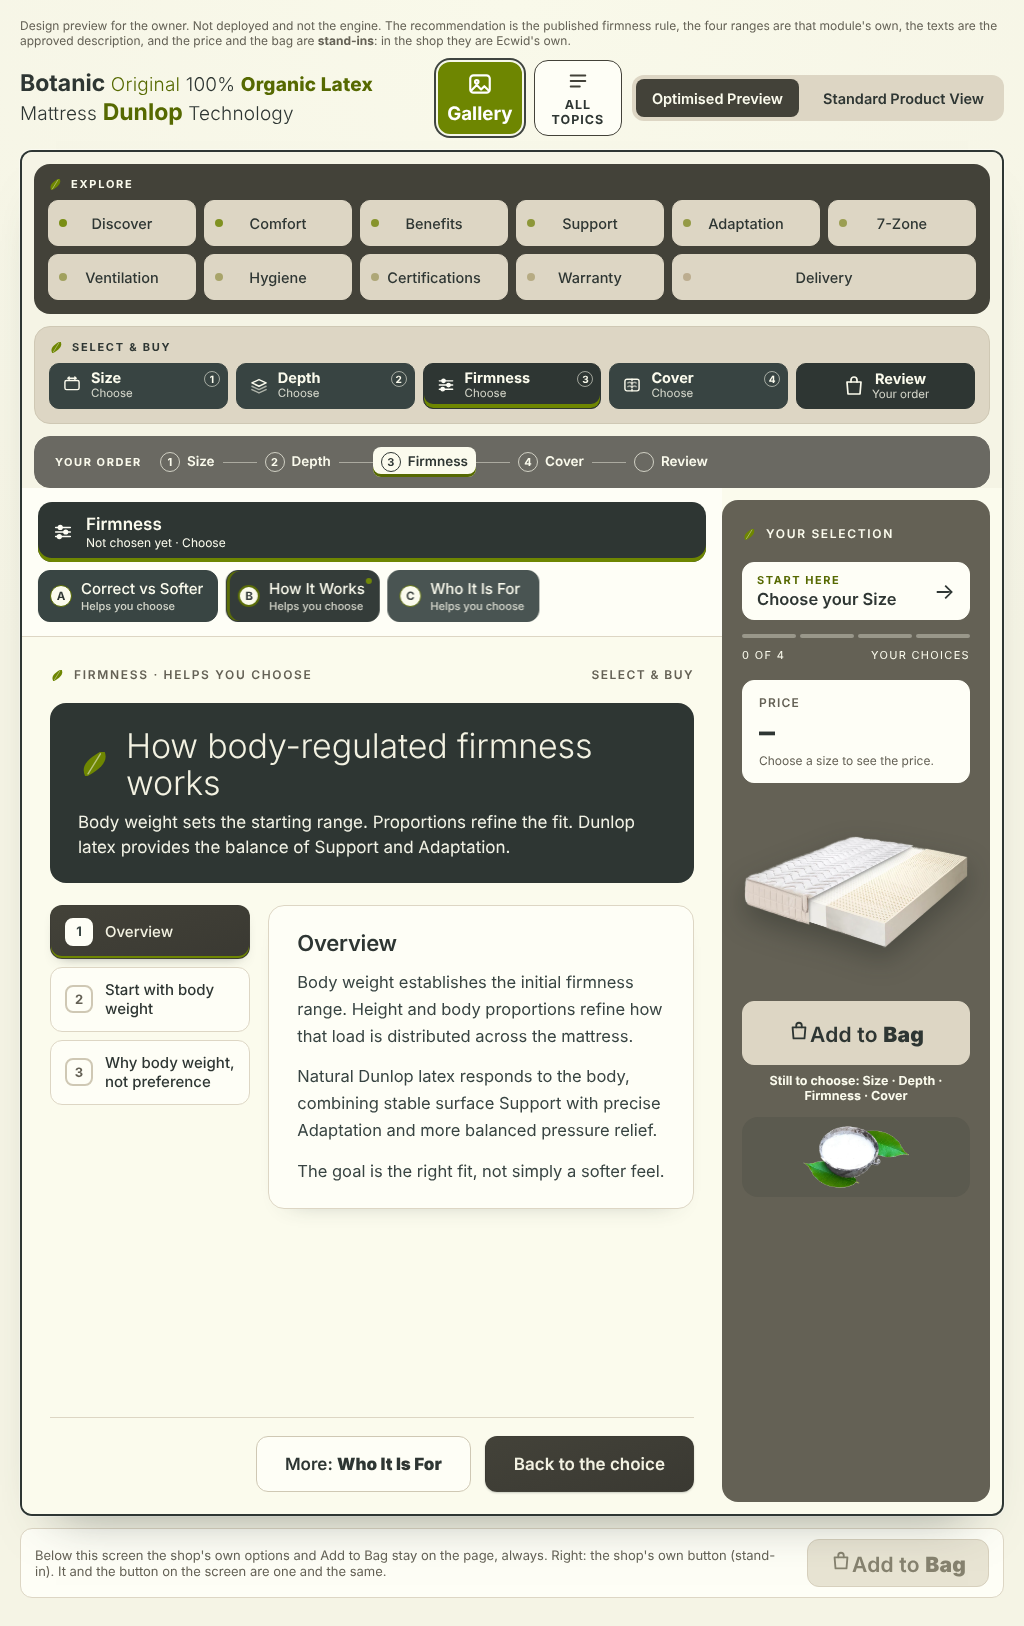 Design preview for the owner. Not deployed and not the engine. The recommendation is the published firmness rule, the four ranges are that module's own, the texts are the
approved description, and the price and the bag are stand-ins: in the shop they are Ecwid's own.
Botanic Original 100% Organic Latex
Mattress Dunlop Technology
Gallery
ALL
TOPICS
Optimised Preview
Standard Product View
EXPLORE
Discover
Comfort
Benefits
Support
Adaptation
7-Zone
Ventilation
Hygiene
Certifications
Warranty
Delivery
SELECT & BUY
Size
Choose
1
Depth
Choose
2
Firmness
Choose
3
Cover
Choose
4
Review
Your order
YOUR ORDER
1 Size
2 Depth
3 Firmness
4 Cover
Review
Firmness
Not chosen yet · Choose
A
Correct vs Softer
Helps you choose
B
How It Works
Helps you choose
C
Who It Is For
Helps you choose
FIRMNESS · HELPS YOU CHOOSE
SELECT & BUY
How body-regulated firmness
works
Body weight sets the starting range. Proportions refine the fit. Dunlop
latex provides the balance of Support and Adaptation.
1 Overview
2 Start with body
weight
3 Why body weight,
not preference
Overview
Body weight establishes the initial firmness
range. Height and body proportions refine how
that load is distributed across the mattress.
Natural Dunlop latex responds to the body,
combining stable surface Support with precise
Adaptation and more balanced pressure relief.
The goal is the right fit, not simply a softer feel.
More: Who It Is For
Back to the choice
YOUR SELECTION
START HERE
Choose your Size
0 OF 4
YOUR CHOICES
PRICE
–
Choose a size to see the price.
Add to Bag
Still to choose: Size · Depth ·
Firmness · Cover
Below this screen the shop's own options and Add to Bag stay on the page, always. Right: the shop's own button (stand-
in). It and the button on the screen are one and the same.
Add to Bag